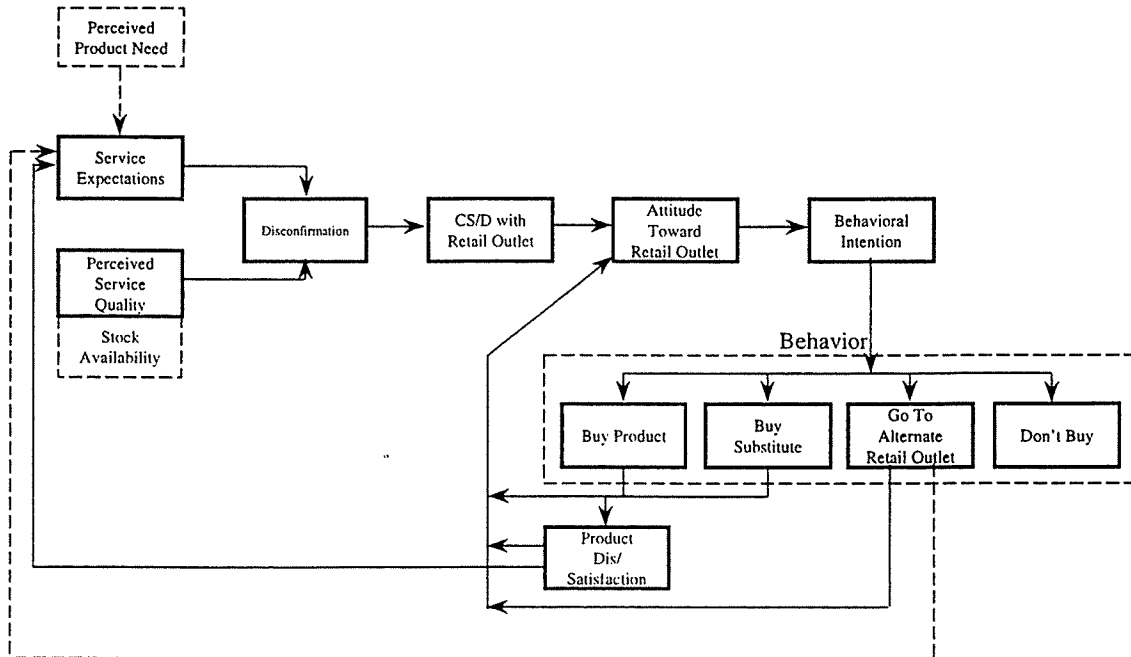 Perceived
Product Need
Service
Expectations
Disconfirmation
CS/D with
Retail Outlet
Attitude
Toward
Retail Outlet
Behavioral
Intention
Perceived
Service
Quality
Stock
Availability
Behavior
Buy Product
Buy
Substitute
Go To
Alternate
Retail Outlet
Don't Buy
Product
Dis/
Satisfaction